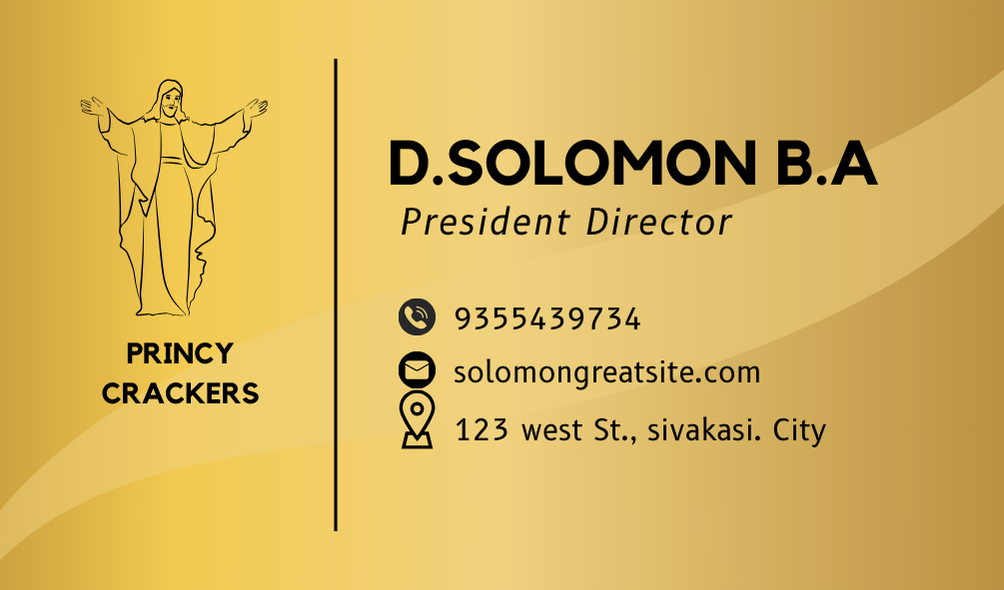 PRINCY
CRACKERS
D.SOLOMON B.A
President Director
9355439734
solomongreatsite.com
123 west St., sivakasi. City